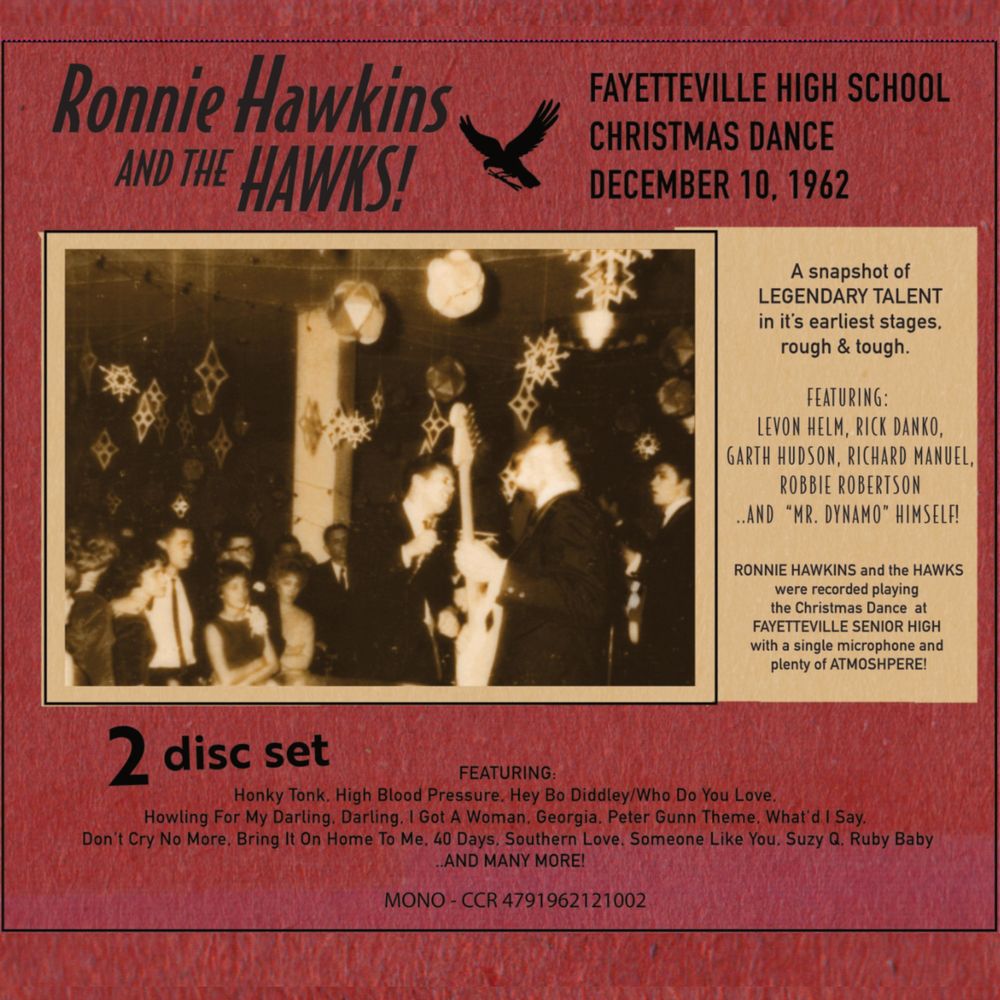 Ronnie Hawkins
AND THE HAWKS!
FAYETTEVILLE HIGH SCHOOL
CHRISTMAS DANCE
DECEMBER 10, 1962
A snapshot of
LEGENDARY TALENT
in it's earliest stages,
rough & tough.
FEATURING:
LEVON HELM, RICK DANKO,
GARTH HUDSON, RICHARD MANUEL,
ROBBIE ROBERTSON
..AND "MR. DYNAMO" HIMSELF!
RONNIE HAWKINS and the HAWKS
were recorded playing
the Christmas Dance at
FAYETTEVILLE SENIOR HIGH
with a single microphone and
plenty of ATMOSHPERE!
2 disc set
FEATURING:
Honky Tonk, High Blood Pressure, Hey Bo Diddley/Who Do You Love,
Howling For My Darling, Darling, I Got A Woman, Georgia, Peter Gunn Theme, What'd I Say,
Don't Cry No More, Bring It On Home To Me, 40 Days, Southern Love, Someone Like You, Suzy Q, Ruby Baby
..AND MANY MORE!
MONO - CCR 4791962121002